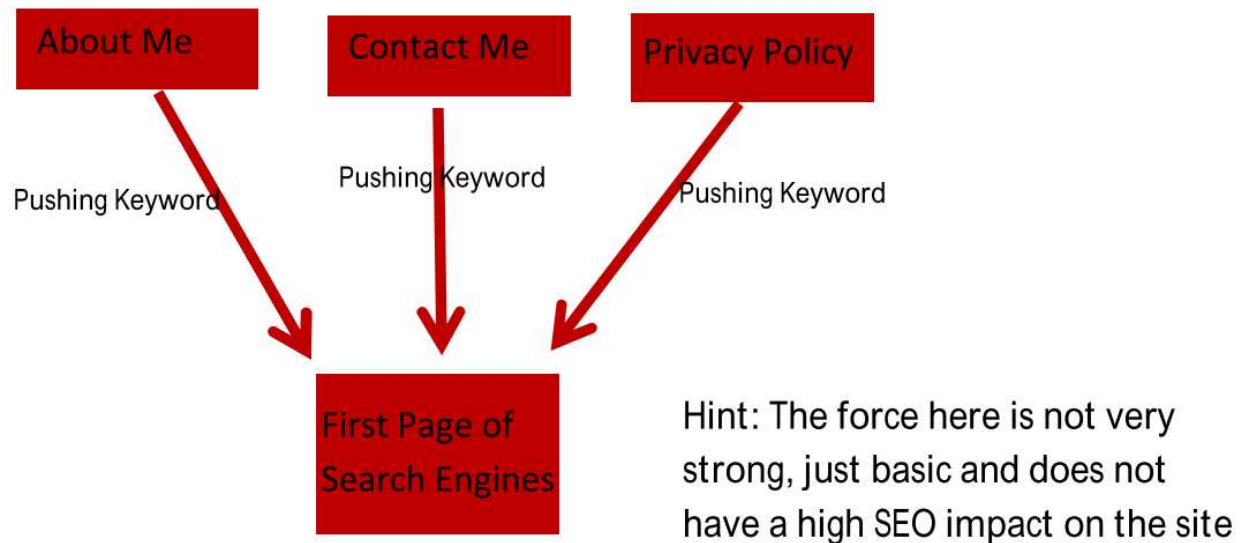 About Me
Contact Me
Privacy Policy
Pushing Keyword
Pushing Keyword
Pushing Keyword
First Page of
Search Engines
Hint: The force here is not very
strong, just basic and does not
have a high SEO impact on the site